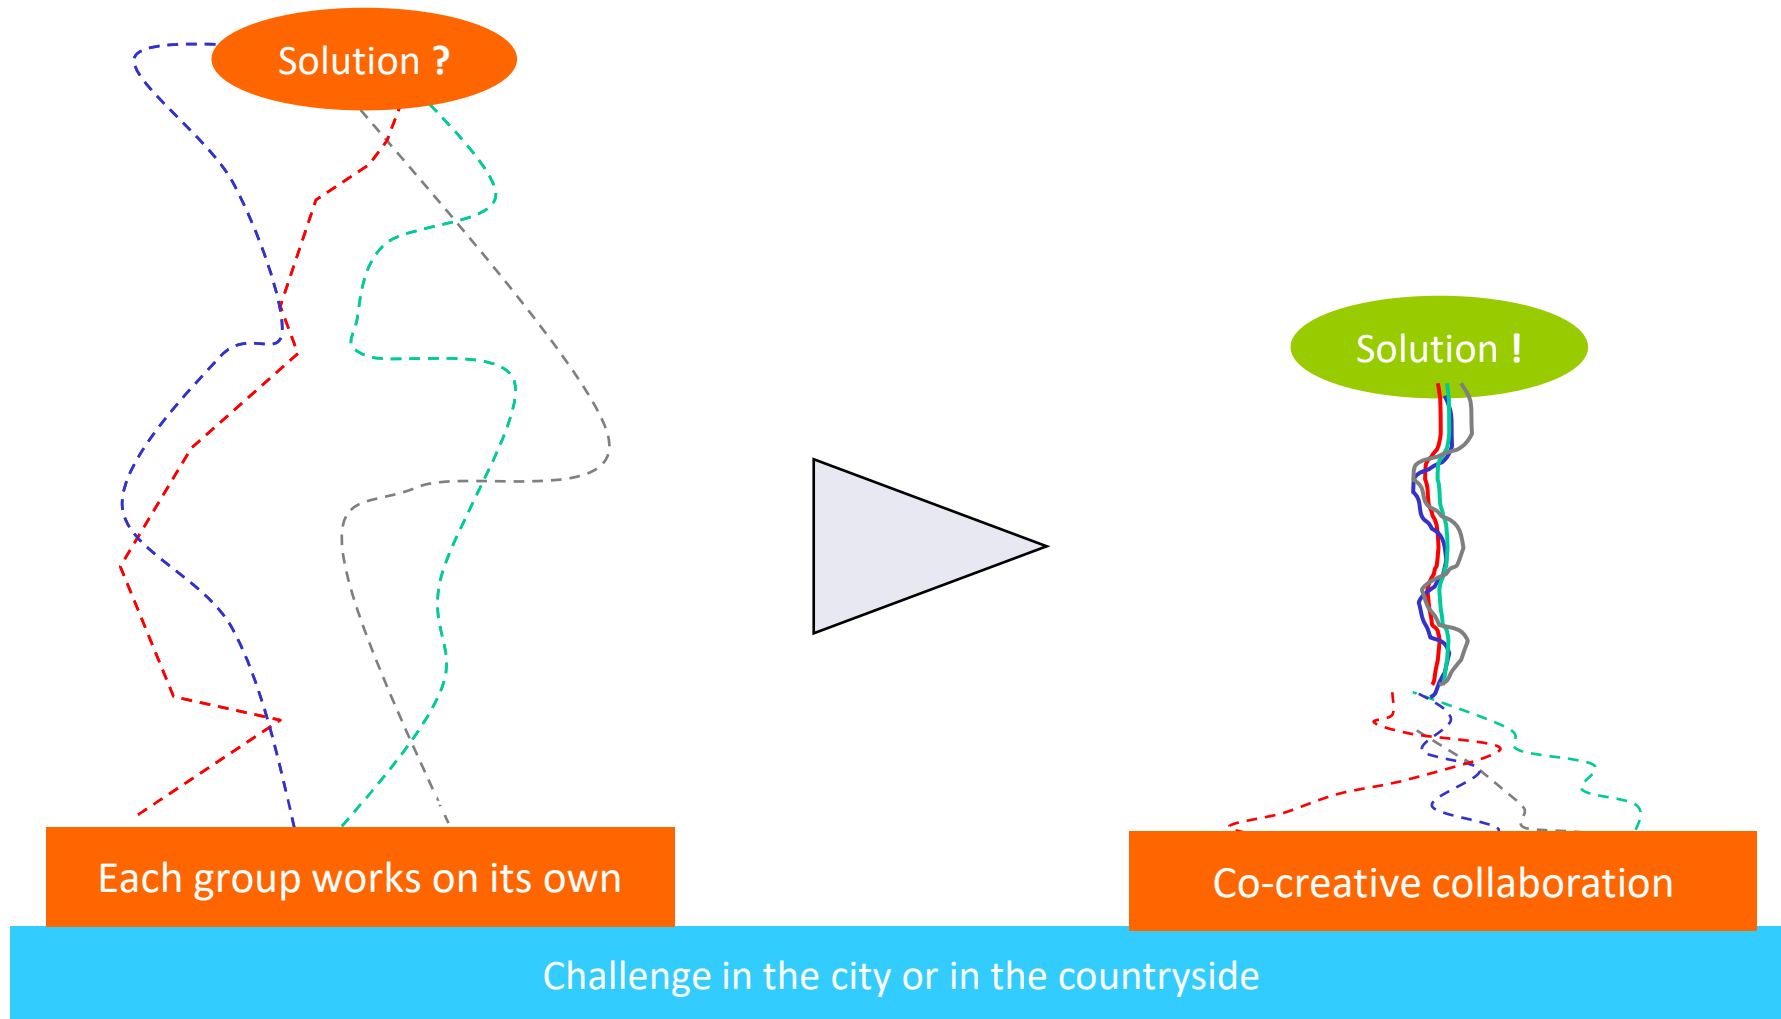 Solution ?
Solution !
Each group works on its own
Co-creative collaboration
Challenge in the city or in the countryside